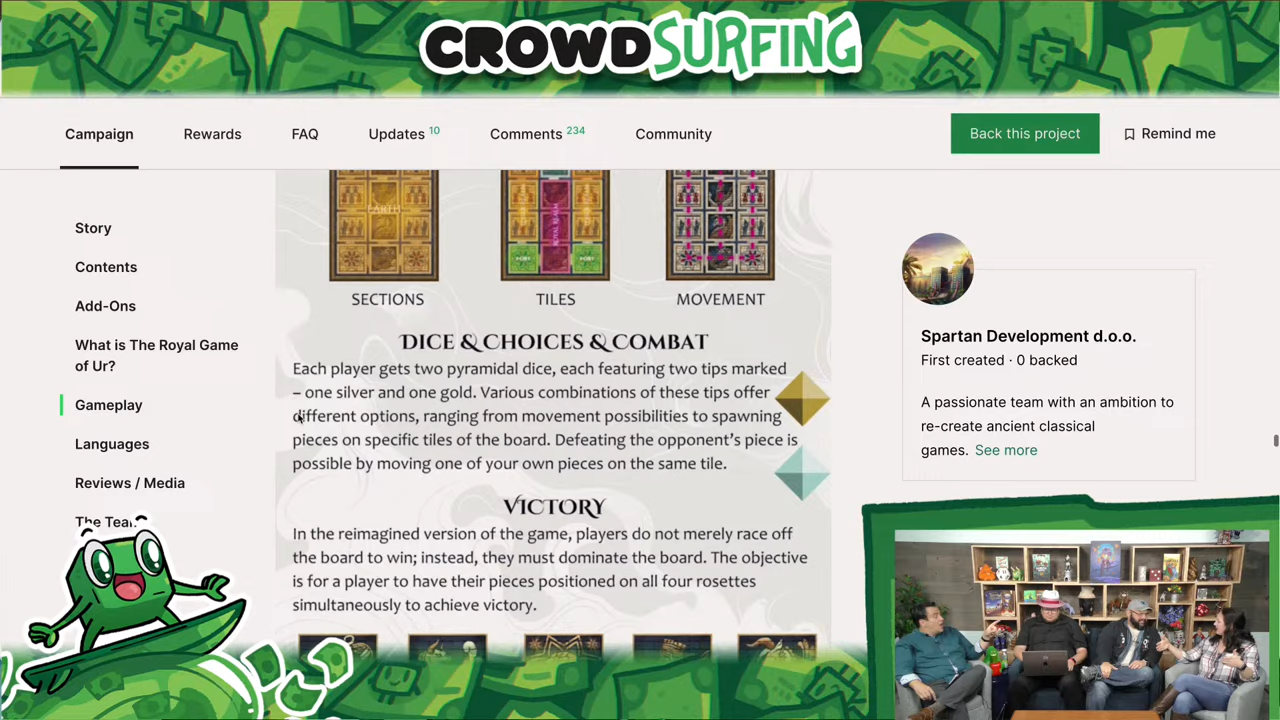 CROWDSURFING
Campaign
Rewards
FAQ
Updates 10
Comments 234
Community
Back this project
Remind me
Story
Contents
Add-Ons
What is The Royal Game
of Ur?
Gameplay
Languages
Reviews / Media
The Team
EARTH
ROYAL REALM
PORT
PORT
SECTIONS
TILES
MOVEMENT
DICE & CHOICES & COMBAT
Each player gets two pyramidal dice, each featuring two tips marked
– one silver and one gold. Various combinations of these tips offer
different options, ranging from movement possibilities to spawning
pieces on specific tiles of the board. Defeating the opponent's piece is
possible by moving one of your own pieces on the same tile.
VICTORY
In the reimagined version of the game, players do not merely race off
the board to win; instead, they must dominate the board. The objective
is for a player to have their pieces positioned on all four rosettes
simultaneously to achieve victory.
Spartan Development d.o.o.
First created · 0 backed
A passionate team with an ambition to
re-create ancient classical
games. See more